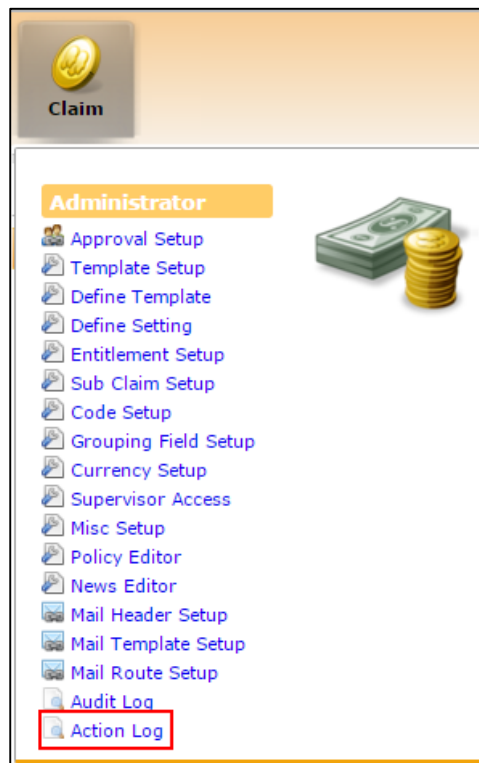 Claim
Administrator
Approval Setup
Template Setup
Define Template
Define Setting
Entitlement Setup
Sub Claim Setup
Code Setup
Grouping Field Setup
Currency Setup
Supervisor Access
Misc Setup
Policy Editor
News Editor
Mail Header Setup
Mail Template Setup
Mail Route Setup
Audit Log
Action Log